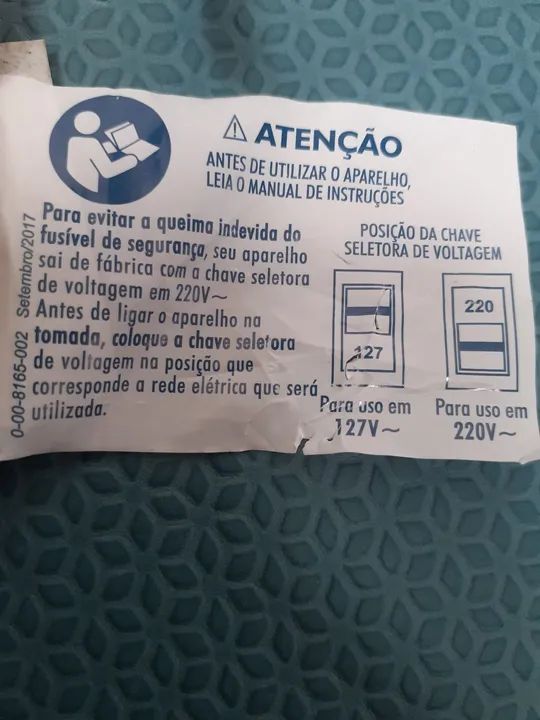 ATENÇÃO
ANTES DE UTILIZAR O APARELHO,
LEIA O MANUAL DE INSTRUÇÕES
Para evitar a queima indevida do
fusível de segurança, seu aparelho
sai de fábrica com a chave seletora
de voltagem em 220V~
Antes de ligar o aparelho na
tomada, coloque a chave seletora
de voltagem na posição que
corresponde a rede elétrica que será
utilizada.
POSIÇÃO DA CHAVE
SELETORA DE VOLTAGEM
127
Para uso em
127V~
220
Para uso em
220V~
0-00-8165-002 Setembro/2017